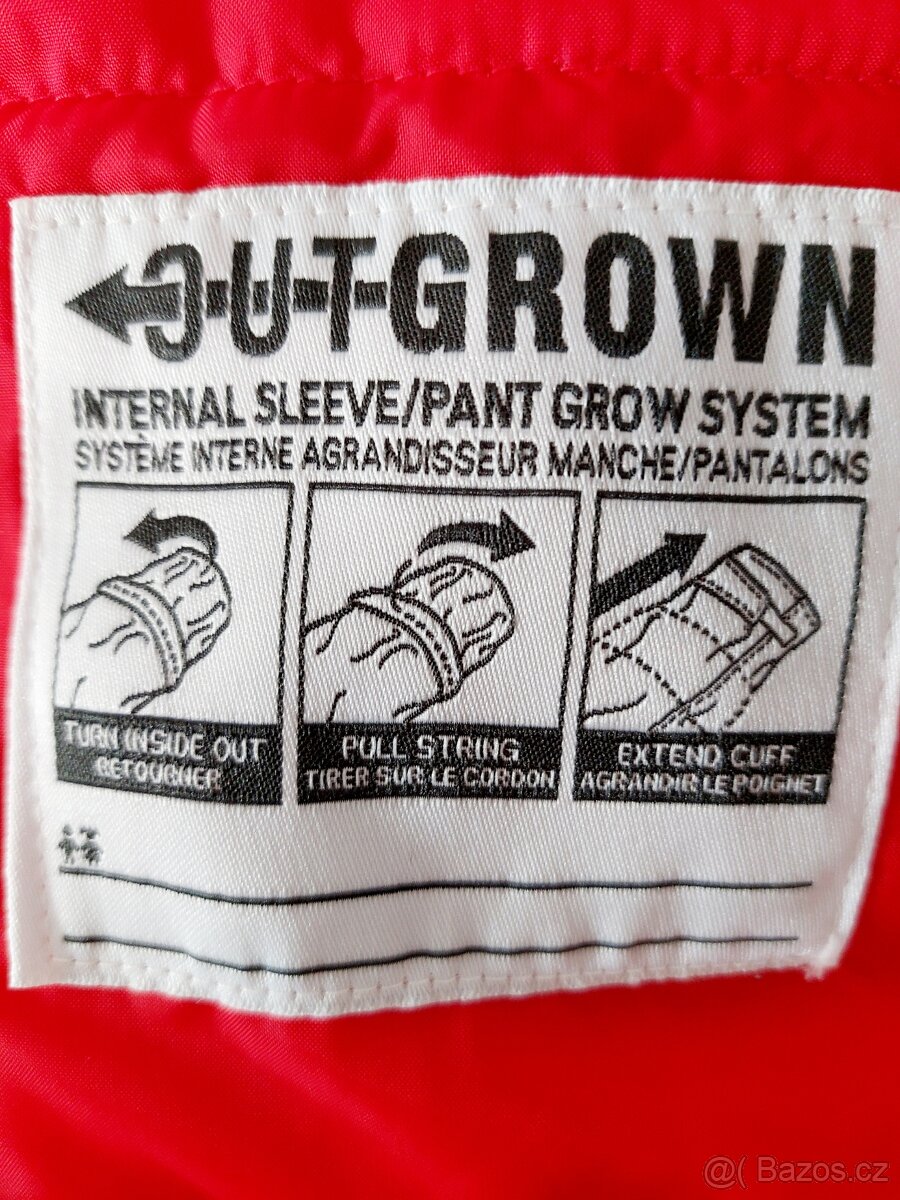 OUTGROWN
INTERNAL SLEEVE/PANT GROW SYSTEM
SYSTÈME INTERNE AGRANDISSEUR MANCHE/PANTALONS
TURN INSIDE OUT
RETOURNER
PULL STRING
TIRER SUR LE CORDON
EXTEND CUFF
AGRANDIR LE POIGNET
@( Bazos.cz